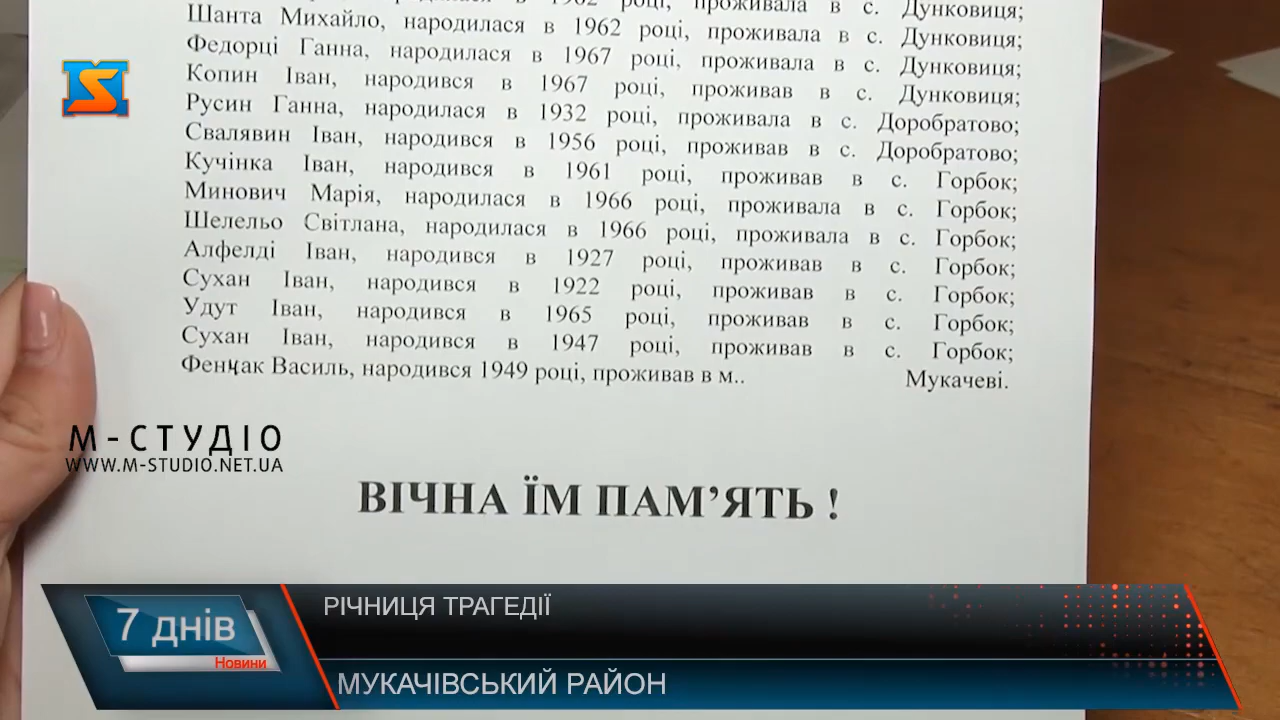 1962 році, проживала в с. Дунковиця;
Шанта Михайло, народилася в 1962 році, проживала в с. Дунковиця;
Федорці Ганна, народилася в 1967 році, проживала в с. Дунковиця;
Копин Іван, народився в 1967 році, проживав в с. Дунковиця;
Русин Ганна, народилася в 1932 році, проживала в с. Доробратово;
Свалявин Іван, народився в 1956 році, проживав в с. Доробратово;
Кучінка Іван, народився в 1961 році, проживав в с. Горбок;
Минович Марія, народилася в 1966 році, проживала в с. Горбок;
Шелельо Світлана, народилася в 1966 році, проживала в с. Горбок;
Алфелді Іван, народився в 1927 році, проживав в с. Горбок;
Сухан Іван, народився в 1922 році, проживав в с. Горбок;
Удут Іван, народився в 1965 році, проживав в с. Горбок;
Сухан Іван, народився в 1947 році, проживав в с. Горбок;
Фенчак Василь, народився 1949 році, проживав в м.. Мукачеві.
М-СТУДІО
WWW.M-STUDIO.NET.UA
ВІЧНА ЇМ ПАМ’ЯТЬ !
7 днів
Новини
РІЧНИЦЯ ТРАГЕДІЇ
МУКАЧІВСЬКИЙ РАЙОН